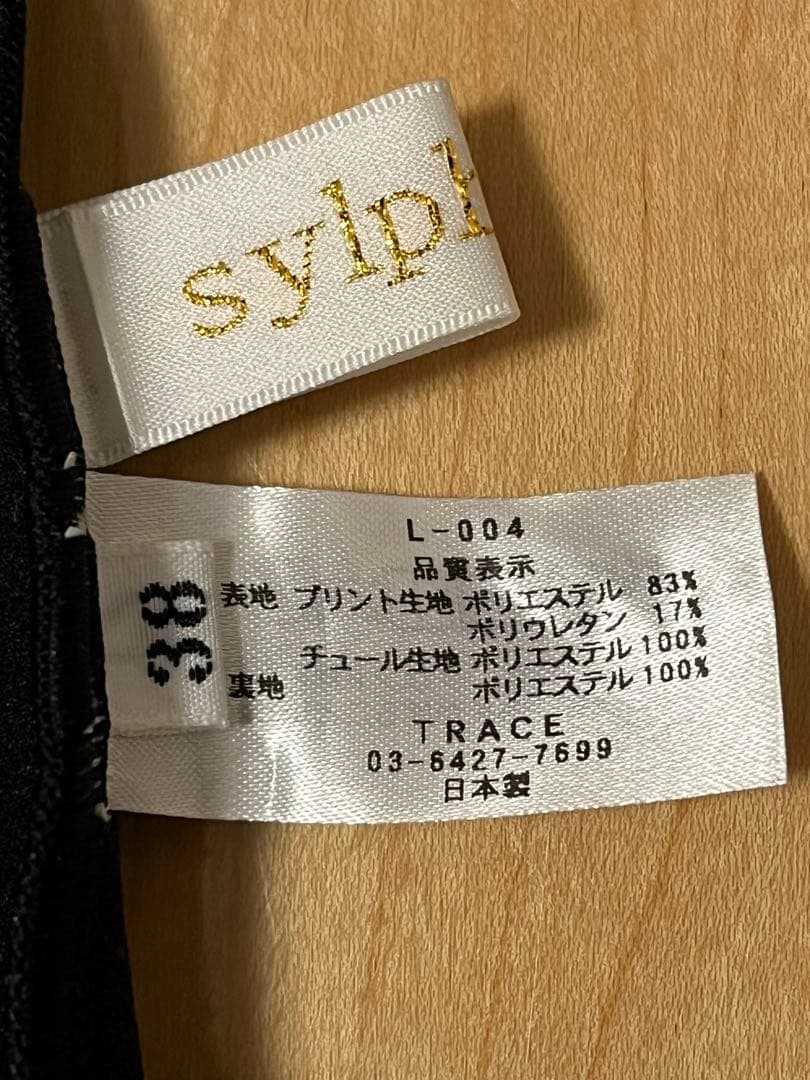 sylph
L-004
品質表示
表地 プリント生地 ポリエステル 83%
ポリウレタン 17%
チュール生地 ポリエステル 100%
裏地 ポリエステル 100%
TRACE
03-6427-7699
日本製
38